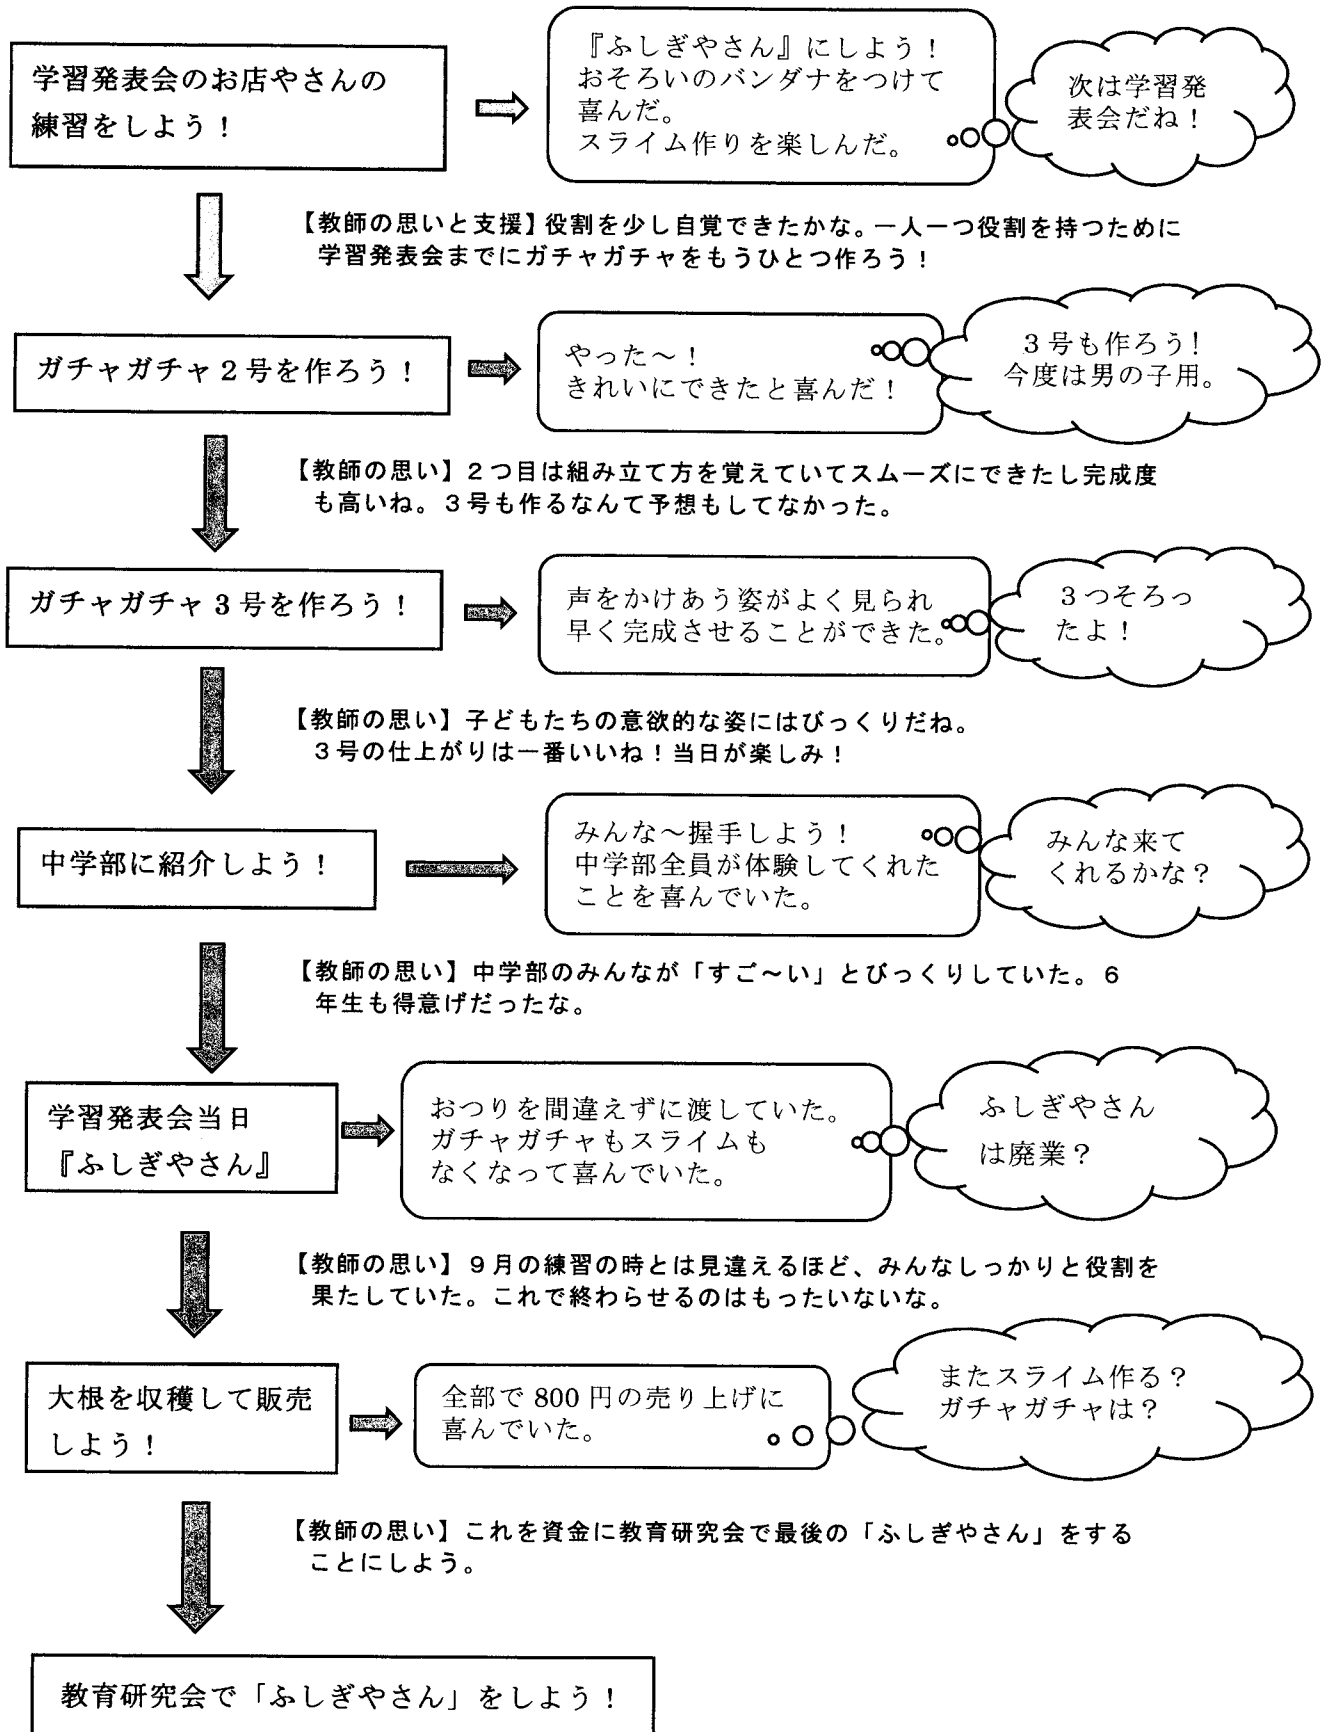 学習発表会のお店やさんの
練習をしよう！
『ふしぎやさん』にしよう！
おそろいのバンダナをつけて
喜んだ。
スライム作りを楽しんだ。
次は学習発
表会だね！
【教師の思いと支援】役割を少し自覚できたかな。一人一つ役割を持つために
学習発表会までにガチャガチャをもうひとつ作ろう！
ガチャガチャ２号を作ろう！
やった～！
きれいにできたと喜んだ！
３号も作ろう！
今度は男の子用。
【教師の思い】２つ目は組み立て方を覚えていてスムーズにできたし完成度
も高いね。３号も作るなんて予想もしてなかった。
ガチャガチャ3号を作ろう！
声をかけあう姿がよく見られ
早く完成させることができた。
３つそろっ
たよ！
【教師の思い】子どもたちの意欲的な姿にはびっくりだね。
３号の仕上がりは一番いいね！当日が楽しみ！
中学部に紹介しよう！
みんな～握手しよう！
中学部全員が体験してくれた
ことを喜んでいた。
みんな来て
くれるかな？
【教師の思い】中学部のみんなが「すご～い」とびっくりしていた。６
年生も得意げだったな。
学習発表会当日
『ふしぎやさん』
おつりを間違えずに渡していた。
ガチャガチャもスライムも
なくなって喜んでいた。
ふしぎやさん
は廃業？
【教師の思い】９月の練習の時とは見違えるほど、みんなしっかりと役割を
果たしていた。これで終わらせるのはもったいないな。
大根を収穫して販売
しよう！
全部で 800 円の売り上げに
喜んでいた。
またスライム作る？
ガチャガチャは？
【教師の思い】これを資金に教育研究会で最後の「ふしぎやさん」をする
ことにしよう。
教育研究会で「ふしぎやさん」をしよう！